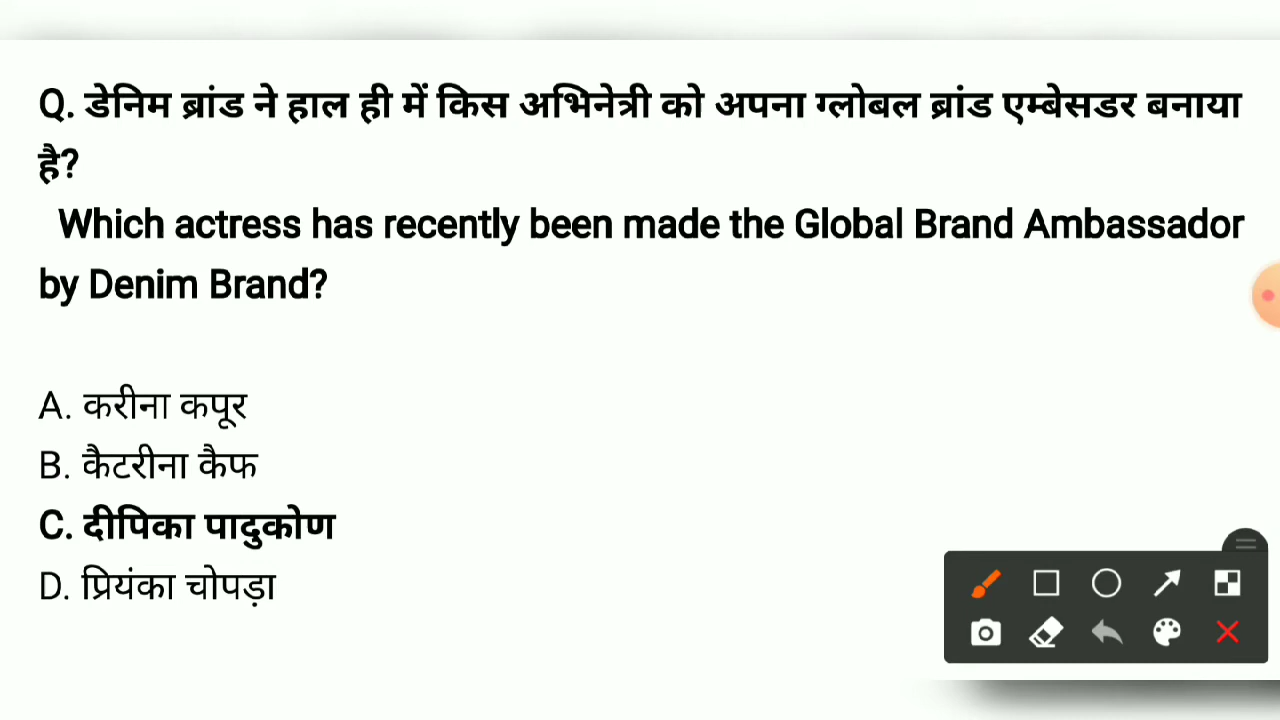 Q. डेनिम ब्रांड ने हाल ही में किस अभिनेत्री को अपना ग्लोबल ब्रांड एम्बेसडर बनाया
है?
Which actress has recently been made the Global Brand Ambassador
by Denim Brand?
A. करीना कपूर
B. कैटरीना कैफ
C. दीपिका पादुकोण
D. प्रियंका चोपड़ा